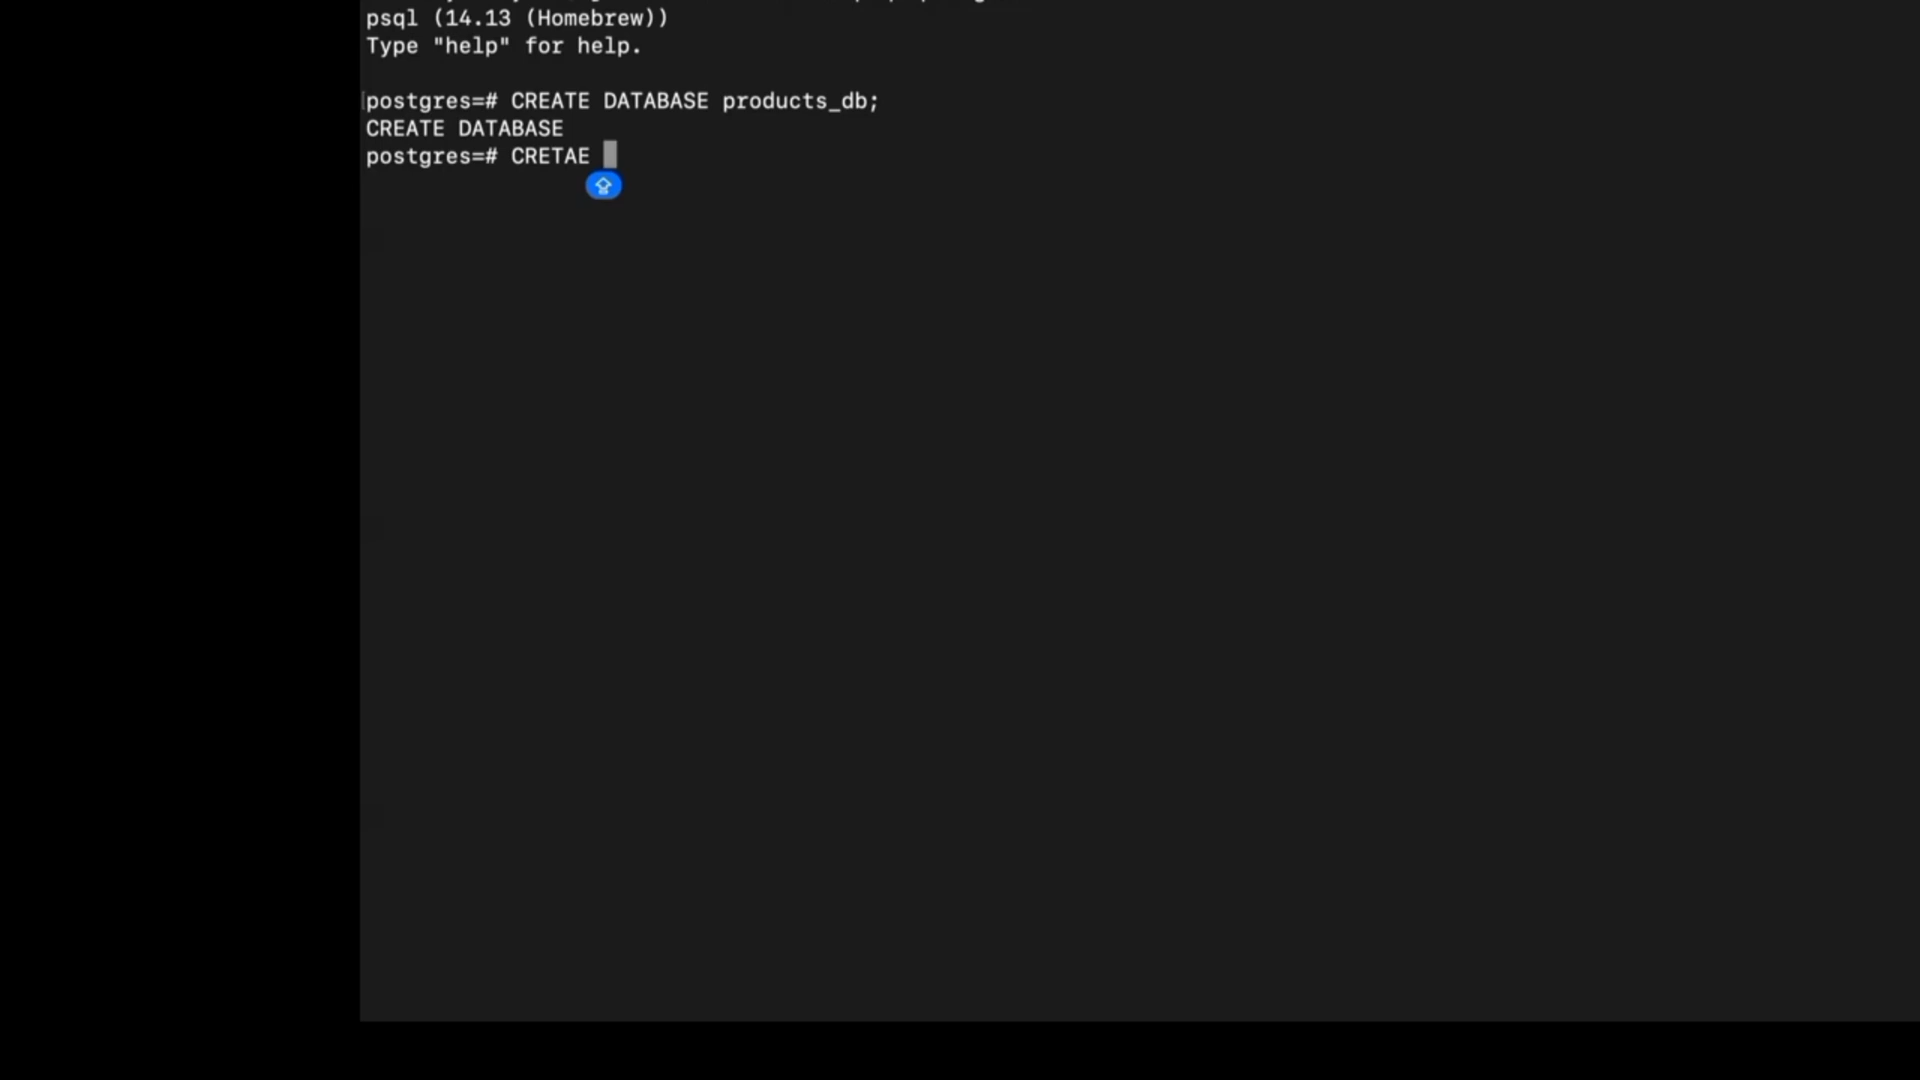 psql (14.13 (Homebrew))
Type "help" for help.
postgres=# CREATE DATABASE products_db;
CREATE DATABASE
postgres=# CRETAE